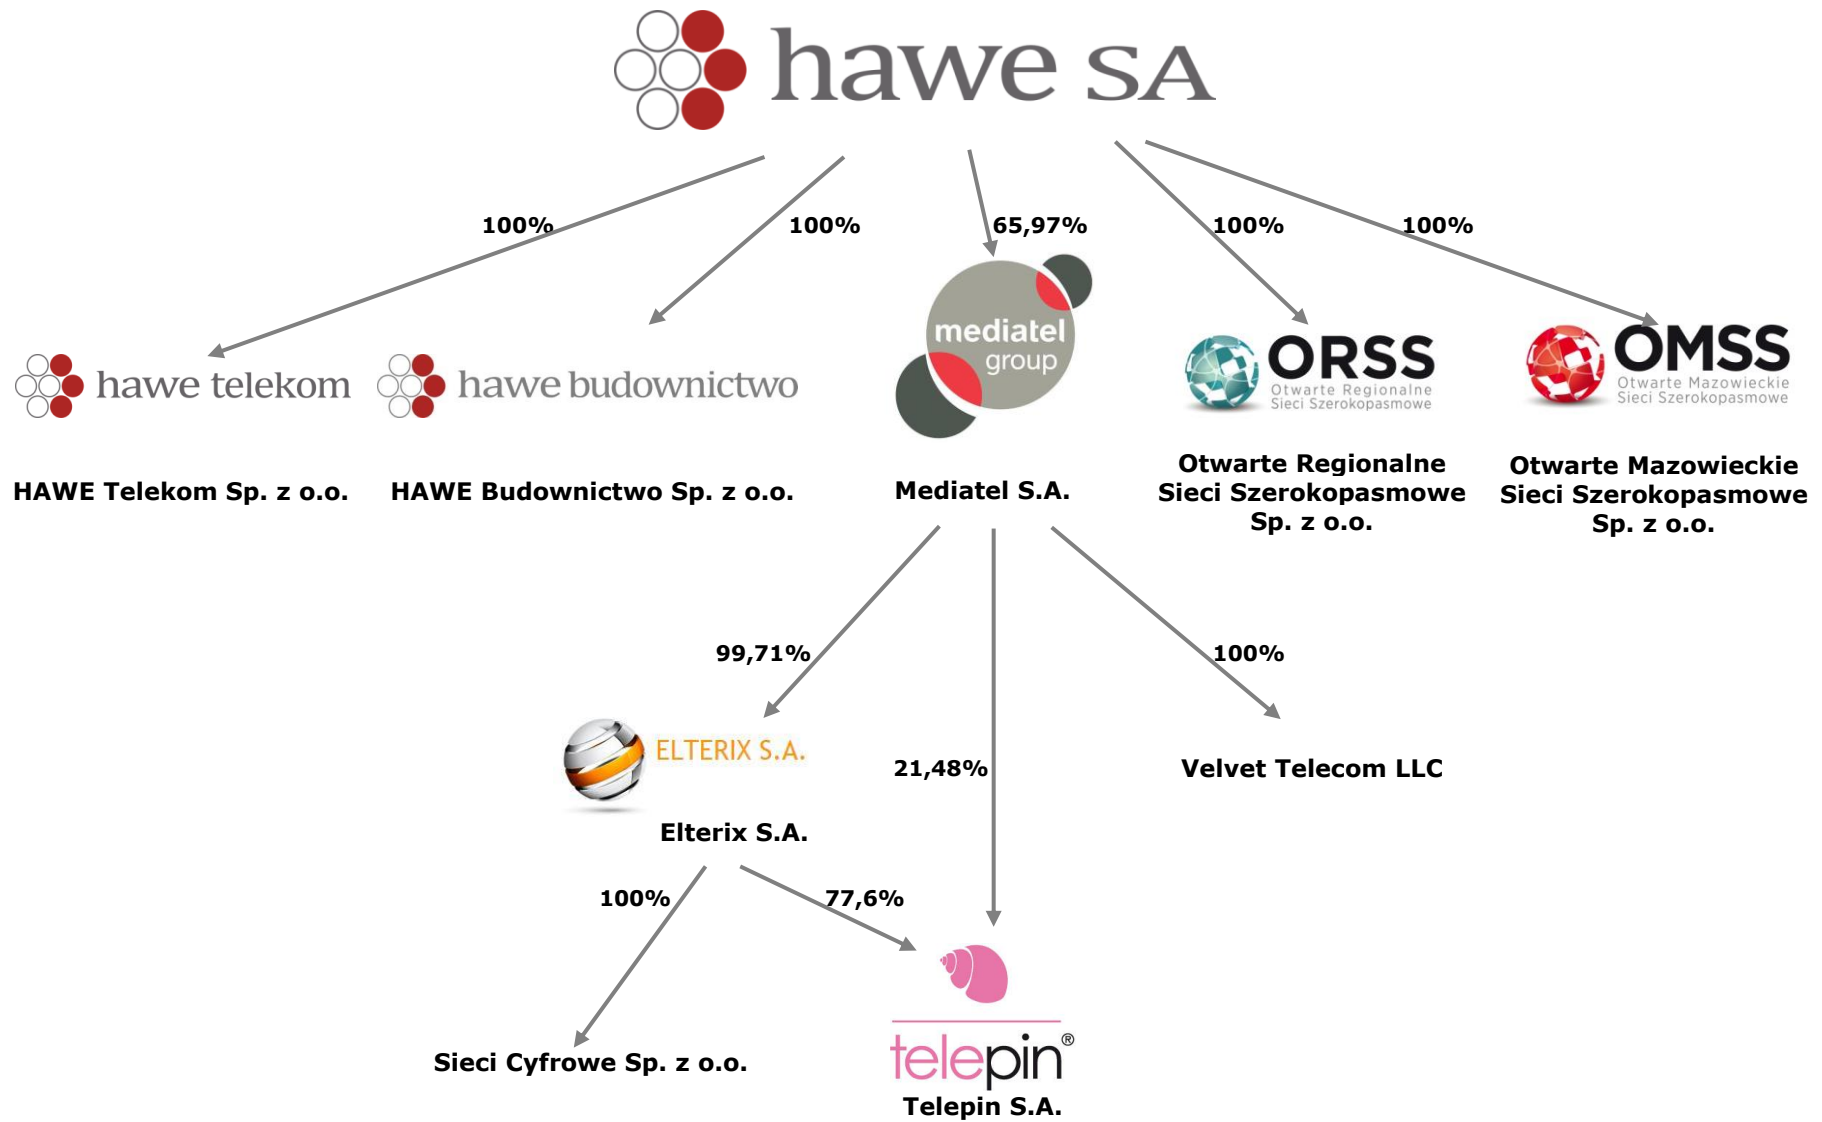 hawe SA
100%
100%
65,97%
100%
100%
hawe telekom
hawe budownictwo
mediatel
group
ORSS
Otwarte Regionalne
Sieci Szerokopasmowe
OMSS
Otwarte Mazowieckie
Sieci Szerokopasmowe
HAWE Telekom Sp. z o.o.
HAWE Budownictwo Sp. z o.o.
Mediatel S.A.
Otwarte Regionalne
Sieci Szerokopasmowe
Sp. z o.o.
Otwarte Mazowieckie
Sieci Szerokopasmowe
Sp. z o.o.
99,71%
100%
ELTERIX S.A.
21,48%
Velvet Telecom LLC
Elterix S.A.
100%
77,6%
Sieci Cyfrowe Sp. z o.o.
telepin®
Telepin S.A.